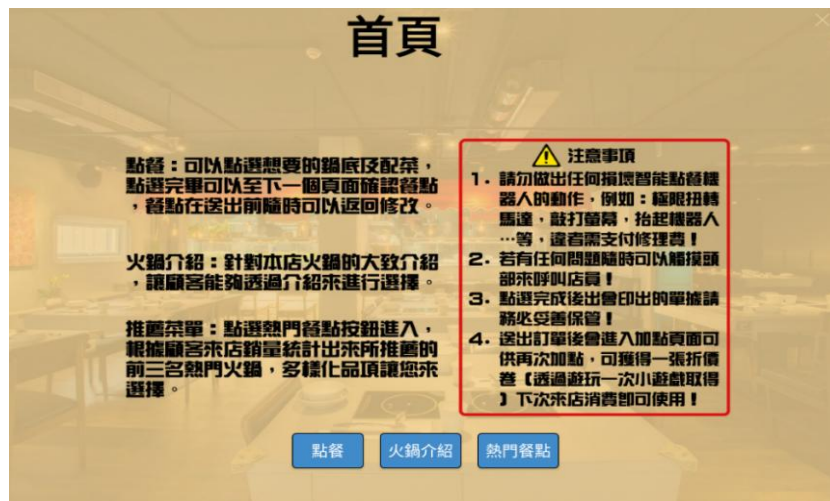 首頁
點餐：可以點選想要的鍋底及配菜，
點選完畢可以至下一個頁面確認餐點
，餐點在送出前隨時可以返回修改。
火鍋介紹：針對本店火鍋的大致介紹
，讓顧客能夠透過介紹來進行選擇。
推薦菜單：點選熱門餐點按鈕進入，
根據顧客來店銷量統計出來所推薦的
前三名熱門火鍋，多樣化品項讓您來
選擇。
注意事項
1. 請勿做出任何損壞智能點餐機
器人的動作，例如：極限扭轉
馬達，敲打螢幕，抬起機器人
…等，違者需支付修理費！
2. 若有任何問題隨時可以觸摸頭
部來呼叫店員！
3. 點選完成後出會印出的單據請
務必妥善保管！
4. 送出訂單後會進入加點頁面可
供再次加點，可獲得一張折價
卷【透過遊玩一次小遊戲取得
】下次來店消費即可使用！
點餐
火鍋介紹
熱門餐點